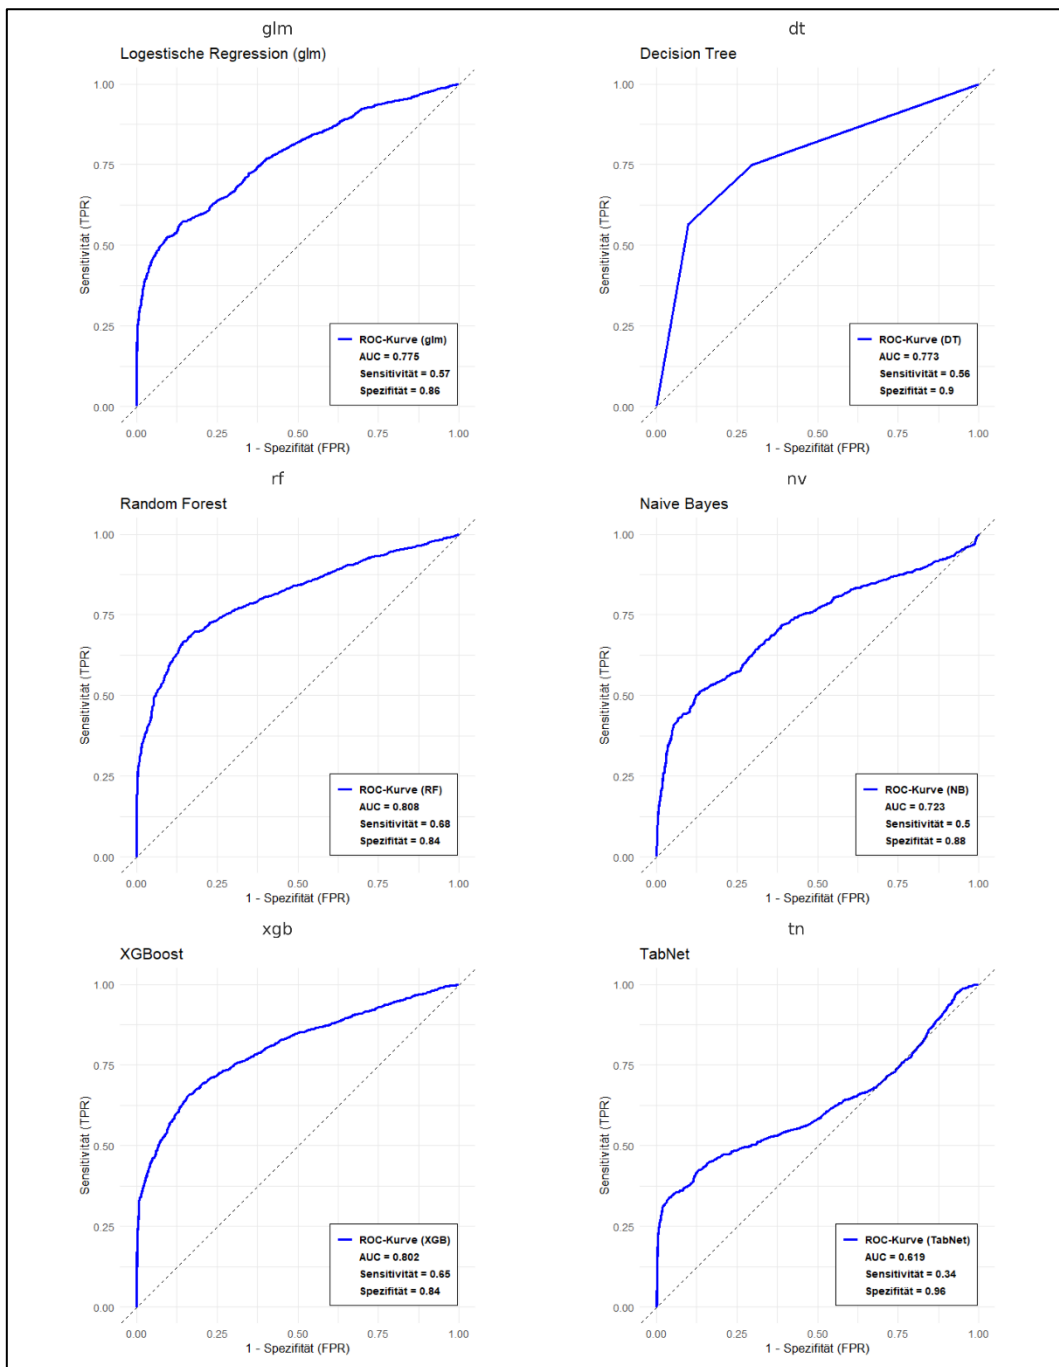 glm
Logestische Regression (glm)
1.00
0.75
0.50
0.25
0.00
Sensitivität (TPR)
ROC-Kurve (glm)
AUC = 0.775
Sensitivität = 0.57
Spezifität = 0.86
0.00 0.25 0.50 0.75 1.00
1 - Spezifität (FPR)
dt
Decision Tree
1.00
0.75
0.50
0.25
0.00
Sensitivität (TPR)
ROC-Kurve (DT)
AUC = 0.773
Sensitivität = 0.56
Spezifität = 0.9
0.00 0.25 0.50 0.75 1.00
1 - Spezifität (FPR)
rf
Random Forest
1.00
0.75
0.50
0.25
0.00
Sensitivität (TPR)
ROC-Kurve (RF)
AUC = 0.808
Sensitivität = 0.68
Spezifität = 0.84
0.00 0.25 0.50 0.75 1.00
1 - Spezifität (FPR)
nv
Naive Bayes
1.00
0.75
0.50
0.25
0.00
Sensitivität (TPR)
ROC-Kurve (NB)
AUC = 0.723
Sensitivität = 0.5
Spezifität = 0.88
0.00 0.25 0.50 0.75 1.00
1 - Spezifität (FPR)
xgb
XGBoost
1.00
0.75
0.50
0.25
0.00
Sensitivität (TPR)
ROC-Kurve (XGB)
AUC = 0.802
Sensitivität = 0.65
Spezifität = 0.84
0.00 0.25 0.50 0.75 1.00
1 - Spezifität (FPR)
tn
TabNet
1.00
0.75
0.50
0.25
0.00
Sensitivität (TPR)
ROC-Kurve (TabNet)
AUC = 0.619
Sensitivität = 0.34
Spezifität = 0.96
0.00 0.25 0.50 0.75 1.00
1 - Spezifität (FPR)